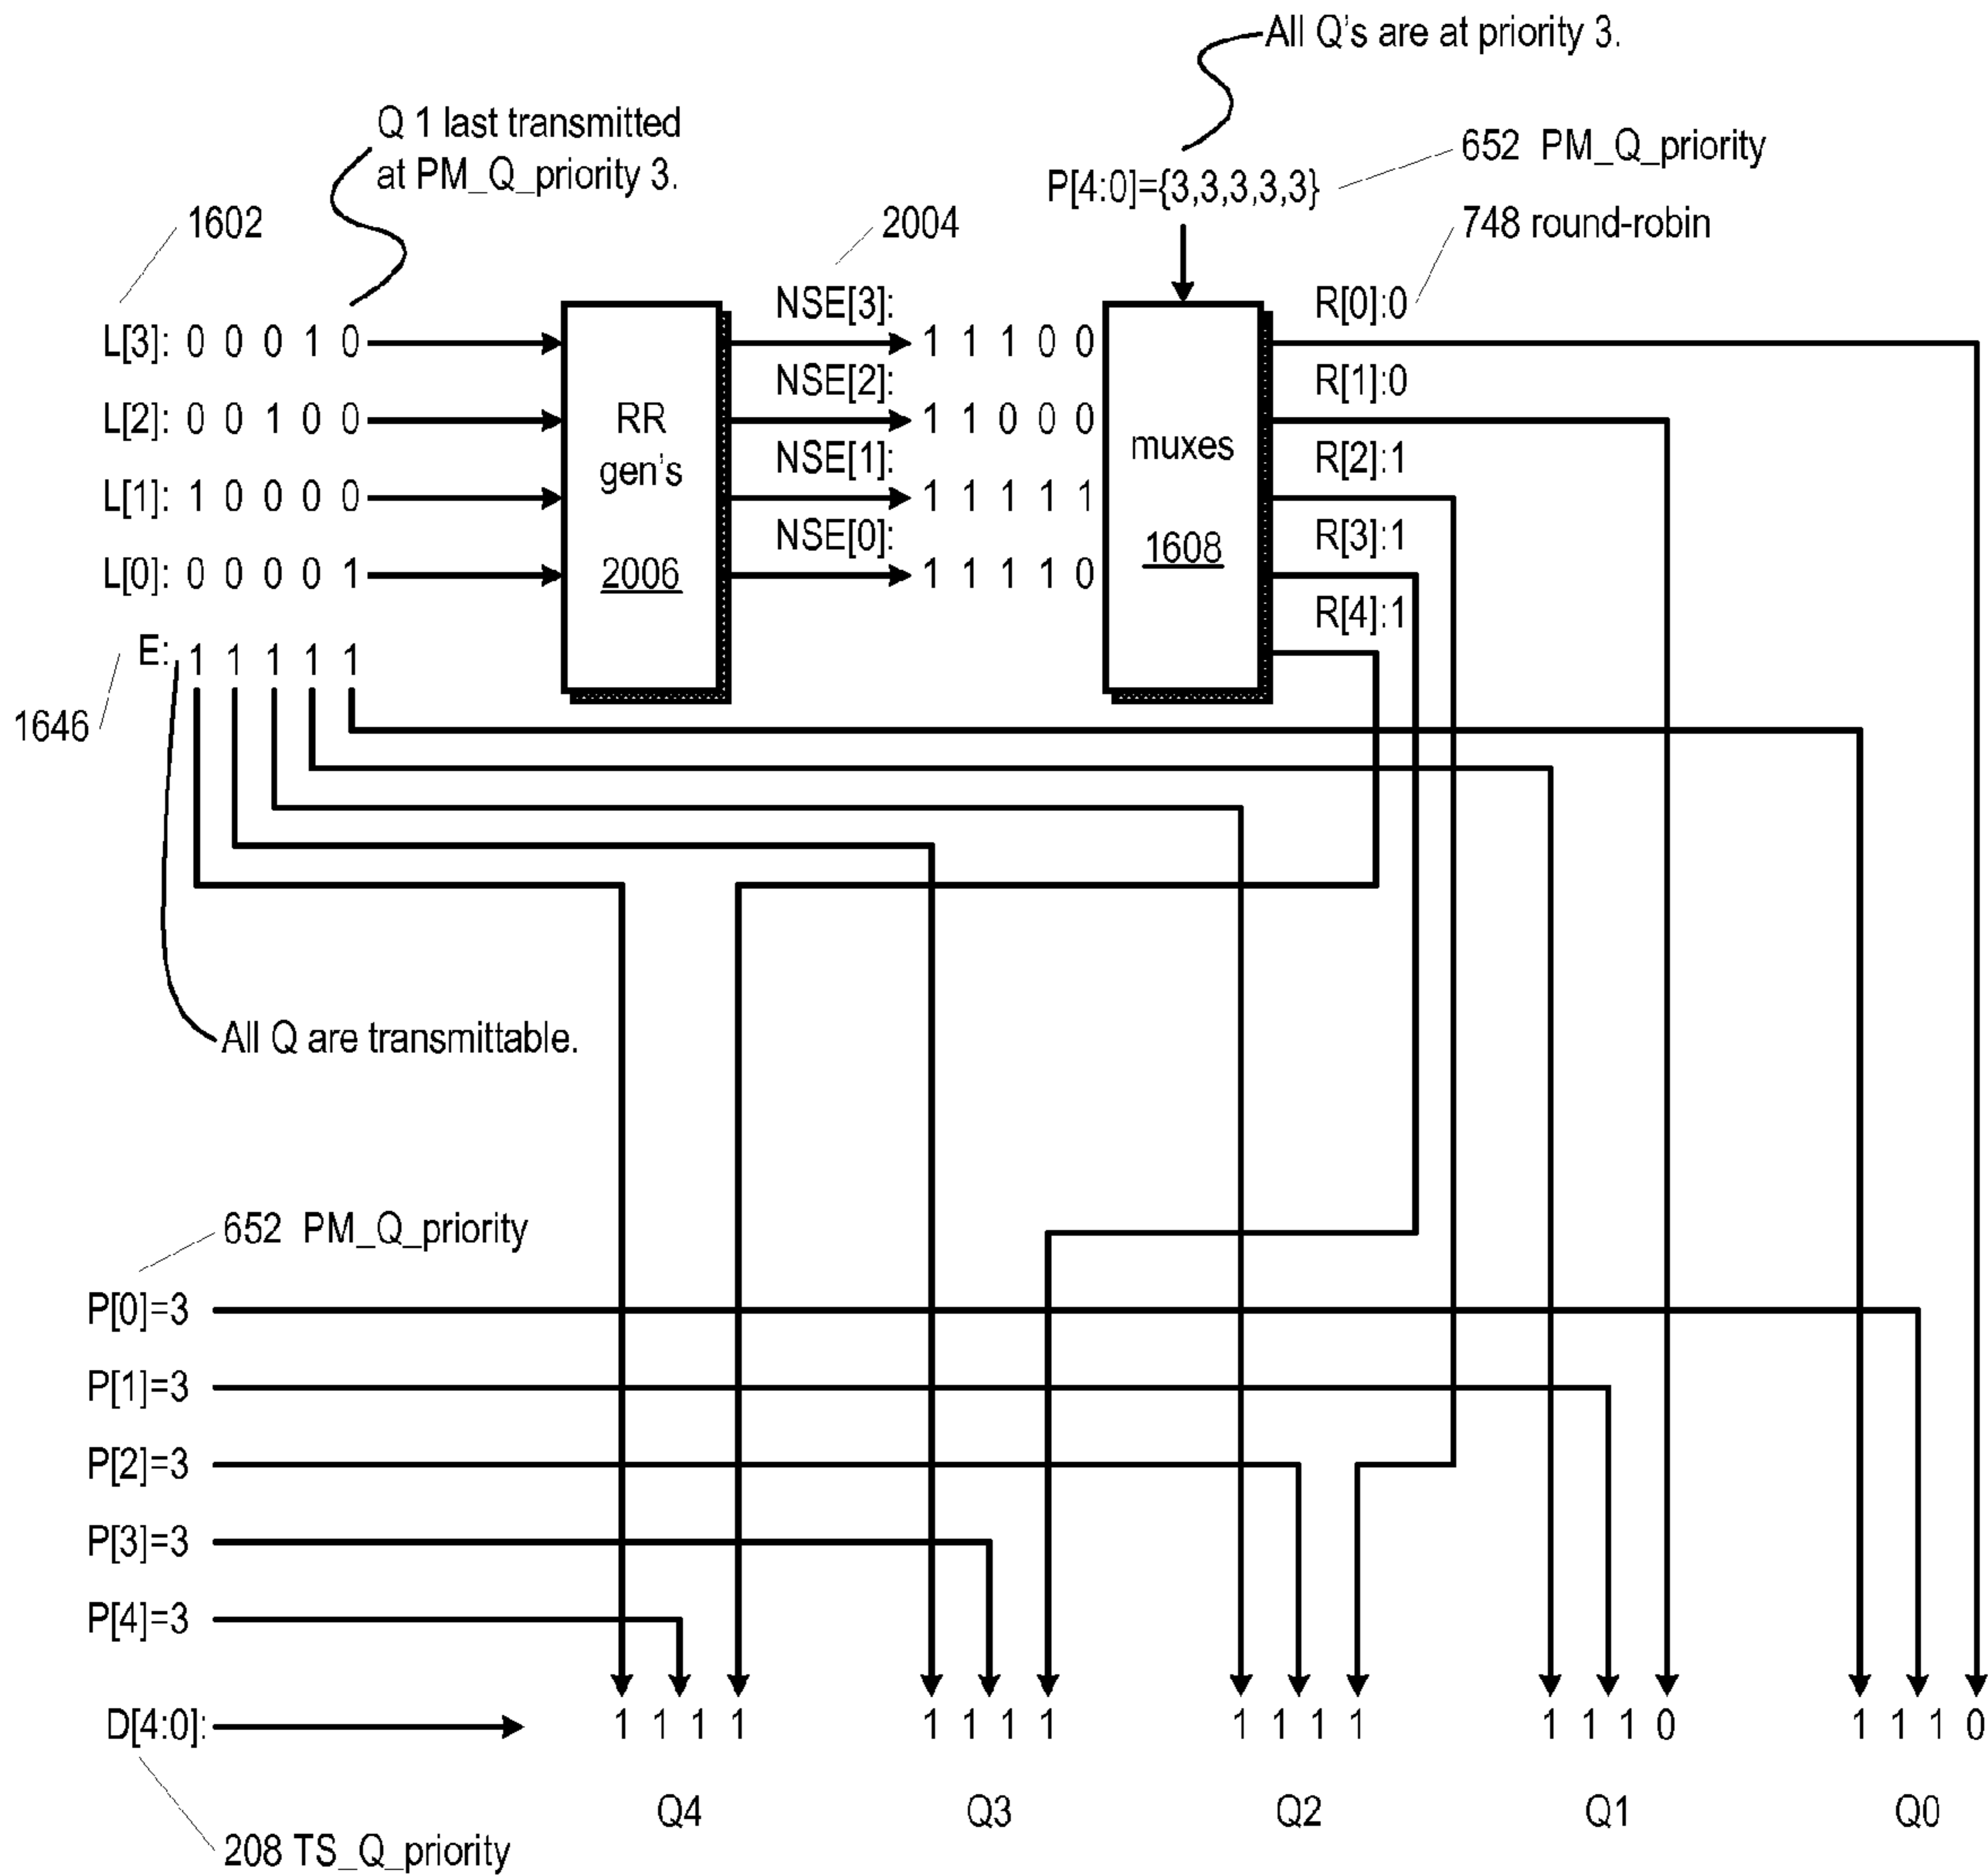 All Q's are at priority 3.
Q 1 last transmitted
at PM_Q_priority 3.
652 PM_Q_priority
P[4:0]={3,3,3,3,3}
1602
2004
748 round-robin
NSE[3]:
R[0]:0
L[3]: 0 0 0 1 0
1 1 1 0 0
NSE[2]:
R[1]:0
L[2]: 0 0 1 0 0
RR
1 1 0 0 0
muxes
NSE[1]:
R[2]:1
gen's
L[1]: 1 0 0 0 0
1 1 1 1 1
NSE[0]:
R[3]:1
1608
L[0]: 0 0 0 0 1
2006
1 1 1 1 0
R[4]:1
E: 1 1 1 1 1
1646
All Q are transmittable.
652 PM_Q_priority
P[0]=3
P[1]=3
P[2]=3
P[3]=3
P[4]=3
D[4:0]: 1 1 1 1 1 1 1 1 1 1 1 1 1 1 1 0 1 1 1 0
Q4 Q3 Q2 Q1 Q0
208 TS_Q_priority